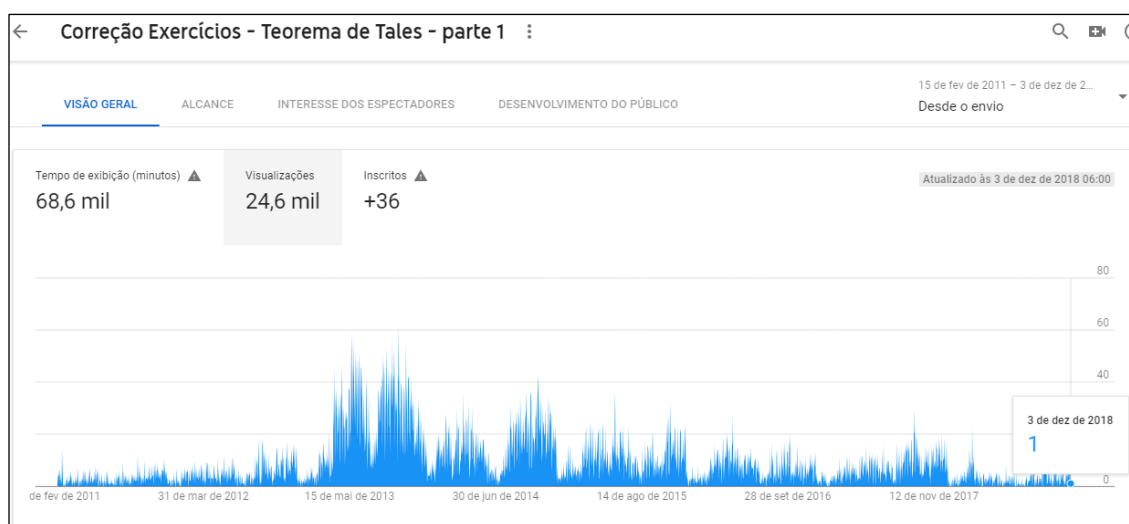 Correção Exercícios - Teorema de Tales - parte 1
VISÃO GERAL ALCANCE INTERESSE DOS ESPECTADORES DESENVOLVIMENTO DO PÚBLICO
15 de fev de 2011 – 3 de dez de 2...
Desde o envio
Tempo de exibição (minutos)
68,6 mil
Visualizações
24,6 mil
Inscritos
+36
Atualizado às 3 de dez de 2018 06:00
80
60
40
3 de dez de 2018
1
0
de fev de 2011 31 de mar de 2012 15 de mai de 2013 30 de jun de 2014 14 de ago de 2015 28 de set de 2016 12 de nov de 2017